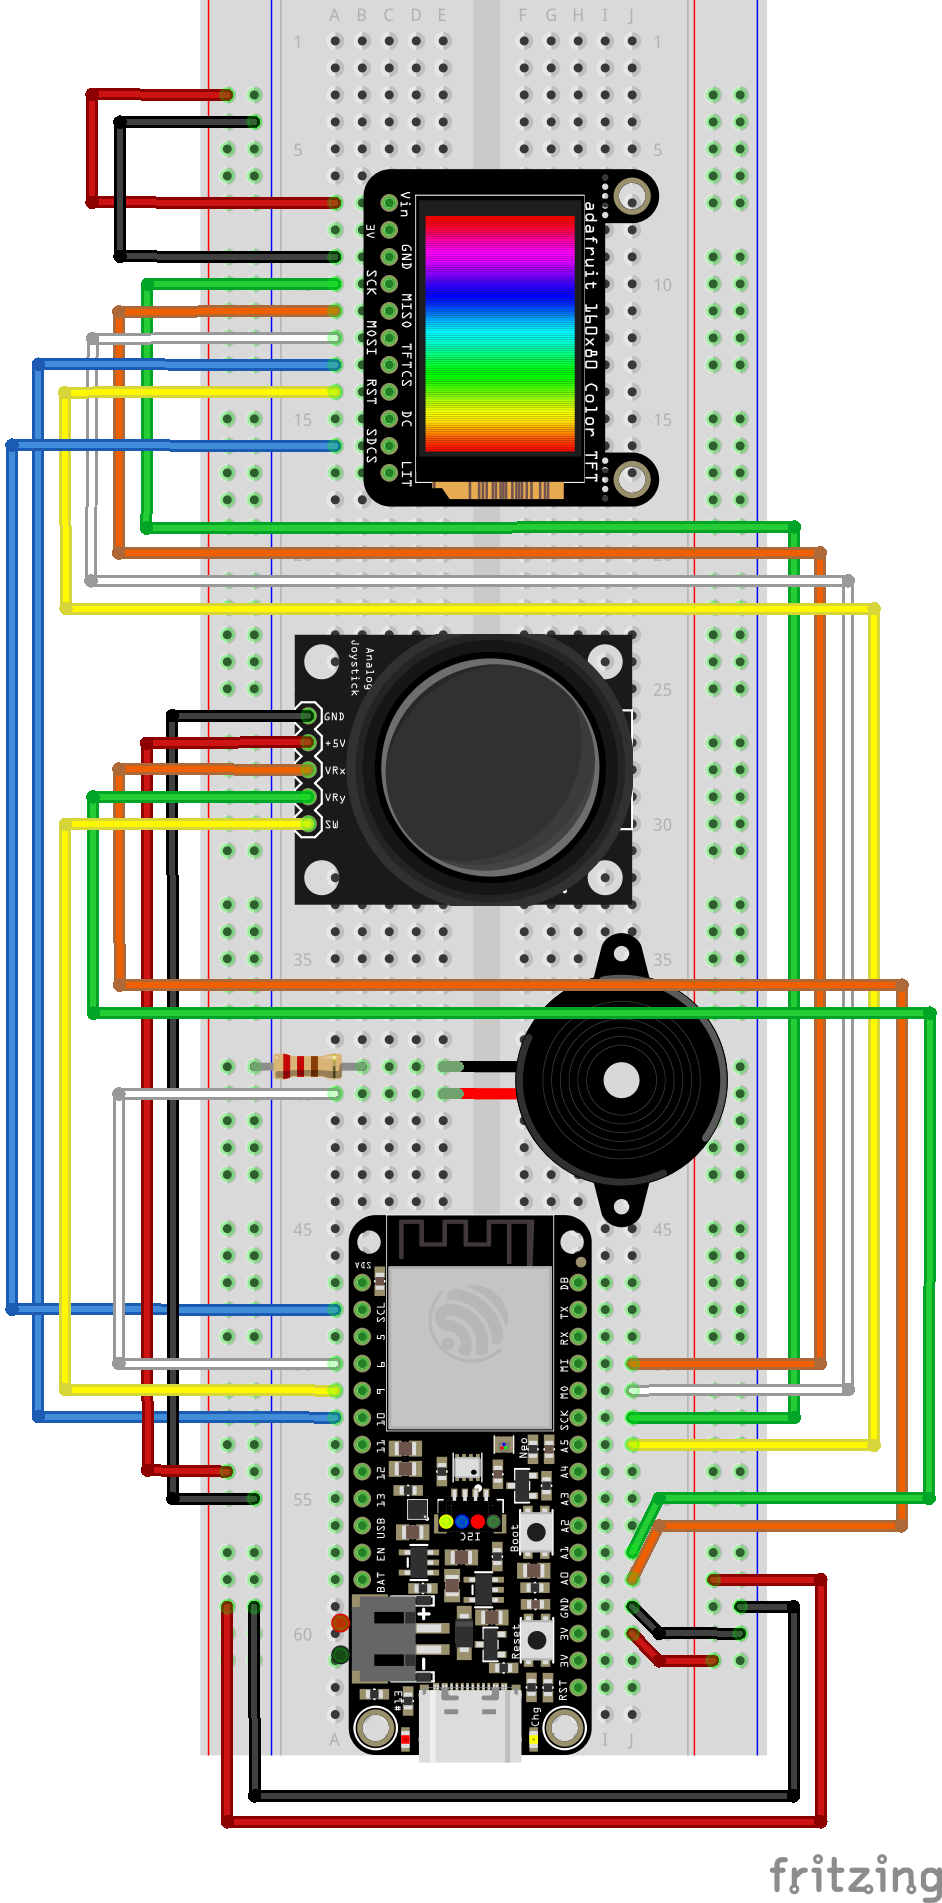 A B C D E F G H I J
1 1
5 5
Vin
3V
GND
SCK
MISO
MOSI
TFTCS
RST
DC
SDCS
LIT
adafruit 160x80 Color TFT
10
15
20
Analog
Joystick
GND
+5V
VRx
VRy
SW
25
30
35 35
45 45
SDA
SCL
5
6
9
10
11
12
13
USB
EN
BAT
DB
TX
RX
MI
MO
SCK
A5
A4
A3
A2
A1
A0
GND
3V
3V
RST
Neo
I2C
Boot
Reset
+
-
#13
Chg
55
60
A I J
fritzing